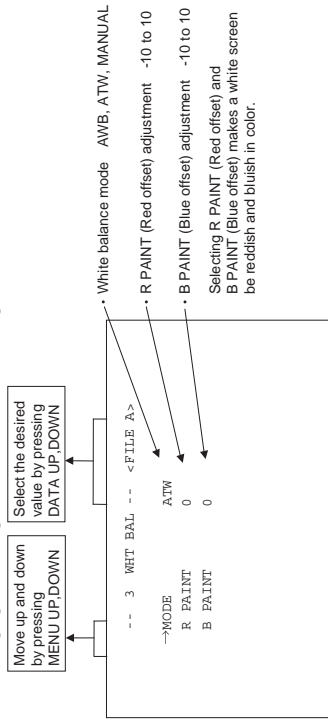 Move up and down
by pressing
MENU UP,DOWN
Select the desired
value by pressing
DATA UP,DOWN
-- 3 WHT BAL -- <FILE A>
→MODE ATW
R PAINT 0
B PAINT 0
• White balance mode AWB, ATW, MANUAL
• R PAINT (Red offset) adjustment -10 to 10
• B PAINT (Blue offset) adjustment -10 to 10
Selecting R PAINT (Red offset) and
B PAINT (Blue offset) makes a white screen
be reddish and bluish in color.